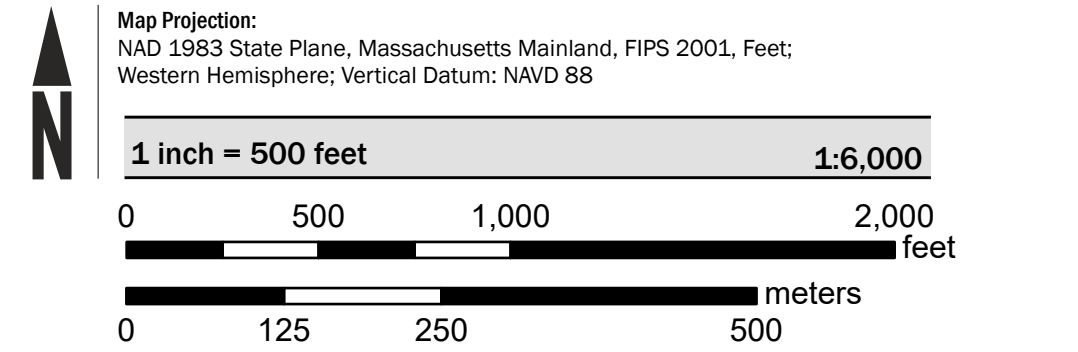 N
Map Projection:
NAD 1983 State Plane, Massachusetts Mainland, FIPS 2001, Feet;
Western Hemisphere; Vertical Datum: NAVD 88
1 inch = 500 feet 1:6,000
0 500 1,000 2,000
feet
meters
0 125 250 500